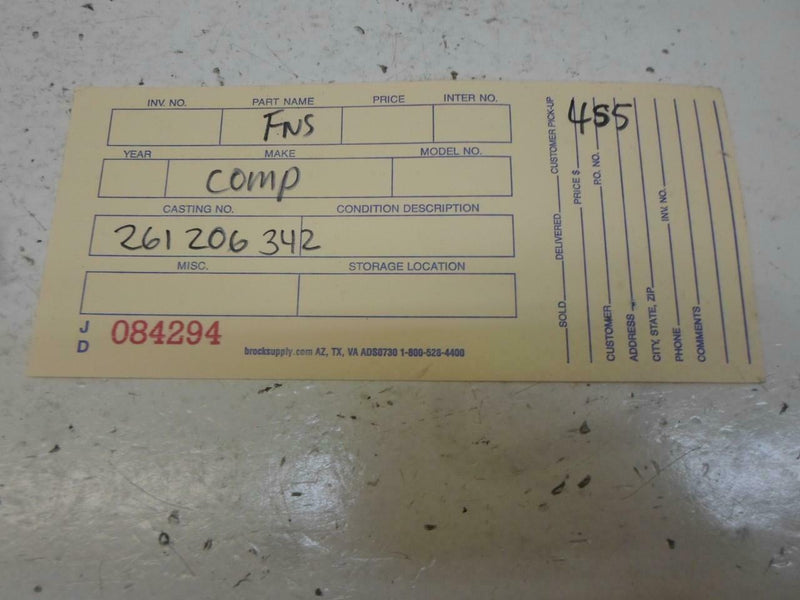 INV. NO. PART NAME PRICE INTER NO.
FNS
YEAR MAKE MODEL NO.
COMP
CASTING NO. CONDITION DESCRIPTION
261 206 342
MISC. STORAGE LOCATION
JD 084294
brocksupply.com AZ, TX, VA ADS8730 1-800-528-4400
455
SOLD DELIVERED CUSTOMER PICK-UP
PRICE $
P.O. NO.
CUSTOMER
ADDRESS
CITY, STATE, ZIP INV. NO.
PHONE
COMMENTS